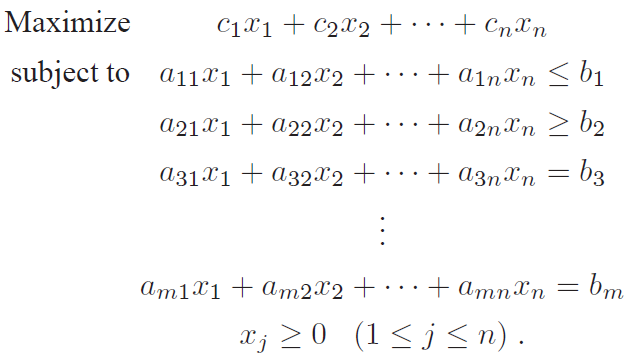 Maximize c₁x₁ + c₂x₂ + ⋯ + cₙxₙ
subject to a₁₁x₁ + a₁₂x₂ + ⋯ + a₁ₙxₙ ≤ b₁
a₂₁x₁ + a₂₂x₂ + ⋯ + a₂ₙxₙ ≥ b₂
a₃₁x₁ + a₃₂x₂ + ⋯ + a₃ₙxₙ = b₃
⋮
aₘ₁x₁ + aₘ₂x₂ + ⋯ + aₘₙxₙ = bₘ
xⱼ ≥ 0 (1 ≤ j ≤ n) .